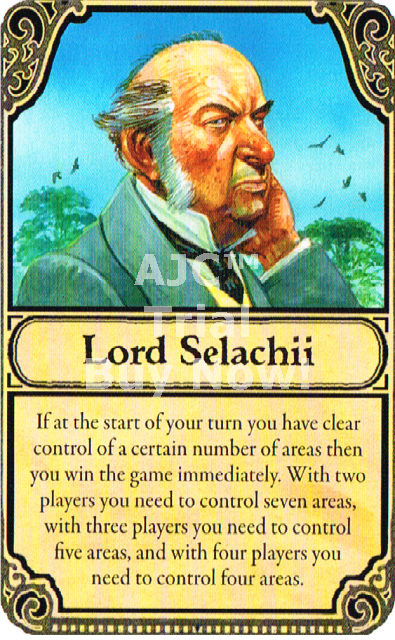 AJC™
Trial
Buy Now!
Lord Selachii
If at the start of your turn you have clear
control of a certain number of areas then
you win the game immediately. With two
players you need to control seven areas,
with three players you need to control
five areas, and with four players you
need to control four areas.